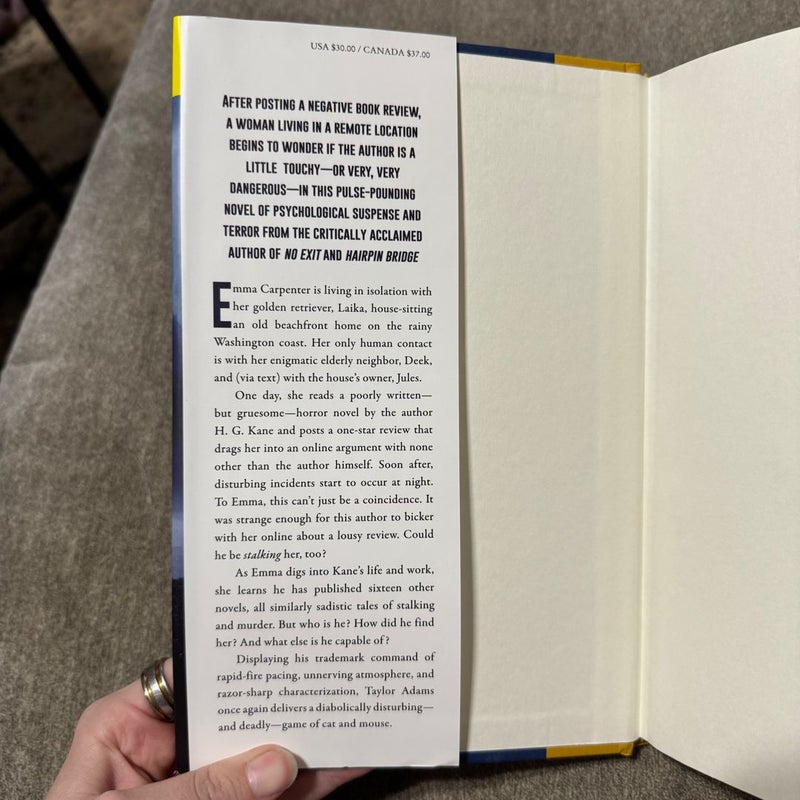 USA $30.00 / CANADA $37.00
AFTER POSTING A NEGATIVE BOOK REVIEW,
A WOMAN LIVING IN A REMOTE LOCATION
BEGINS TO WONDER IF THE AUTHOR IS A
LITTLE TOUCHY—OR VERY, VERY
DANGEROUS—IN THIS PULSE-POUNDING
NOVEL OF PSYCHOLOGICAL SUSPENSE AND
TERROR FROM THE CRITICALLY ACCLAIMED
AUTHOR OF NO EXIT AND HAIRPIN BRIDGE
Emma Carpenter is living in isolation with
her golden retriever, Laika, house-sitting
an old beachfront home on the rainy
Washington coast. Her only human contact
is with her enigmatic elderly neighbor, Deek,
and (via text) with the house's owner, Jules.
One day, she reads a poorly written—
but gruesome—horror novel by the author
H. G. Kane and posts a one-star review that
drags her into an online argument with none
other than the author himself. Soon after,
disturbing incidents start to occur at night.
To Emma, this can't just be a coincidence. It
was strange enough for this author to bicker
with her online about a lousy review. Could
he be stalking her, too?
As Emma digs into Kane's life and work,
she learns he has published sixteen other
novels, all similarly sadistic tales of stalking
and murder. But who is he? How did he find
her? And what else is he capable of?
Displaying his trademark command of
rapid-fire pacing, unnerving atmosphere, and
razor-sharp characterization, Taylor Adams
once again delivers a diabolically disturbing—
and deadly—game of cat and mouse.